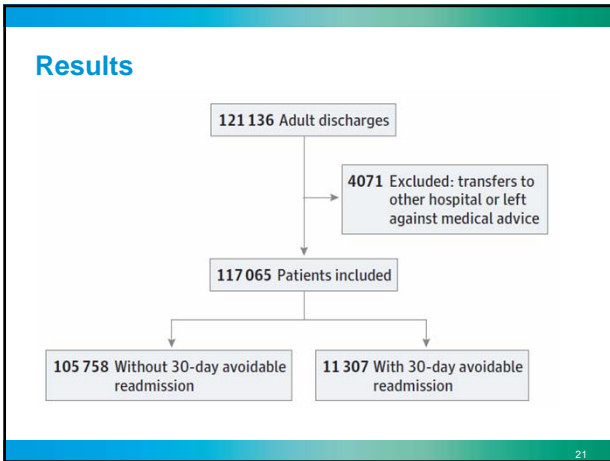 Results
121 136 Adult discharges
4071 Excluded: transfers to
other hospital or left
against medical advice
117 065 Patients included
105 758 Without 30-day avoidable
readmission
11 307 With 30-day avoidable
readmission
21